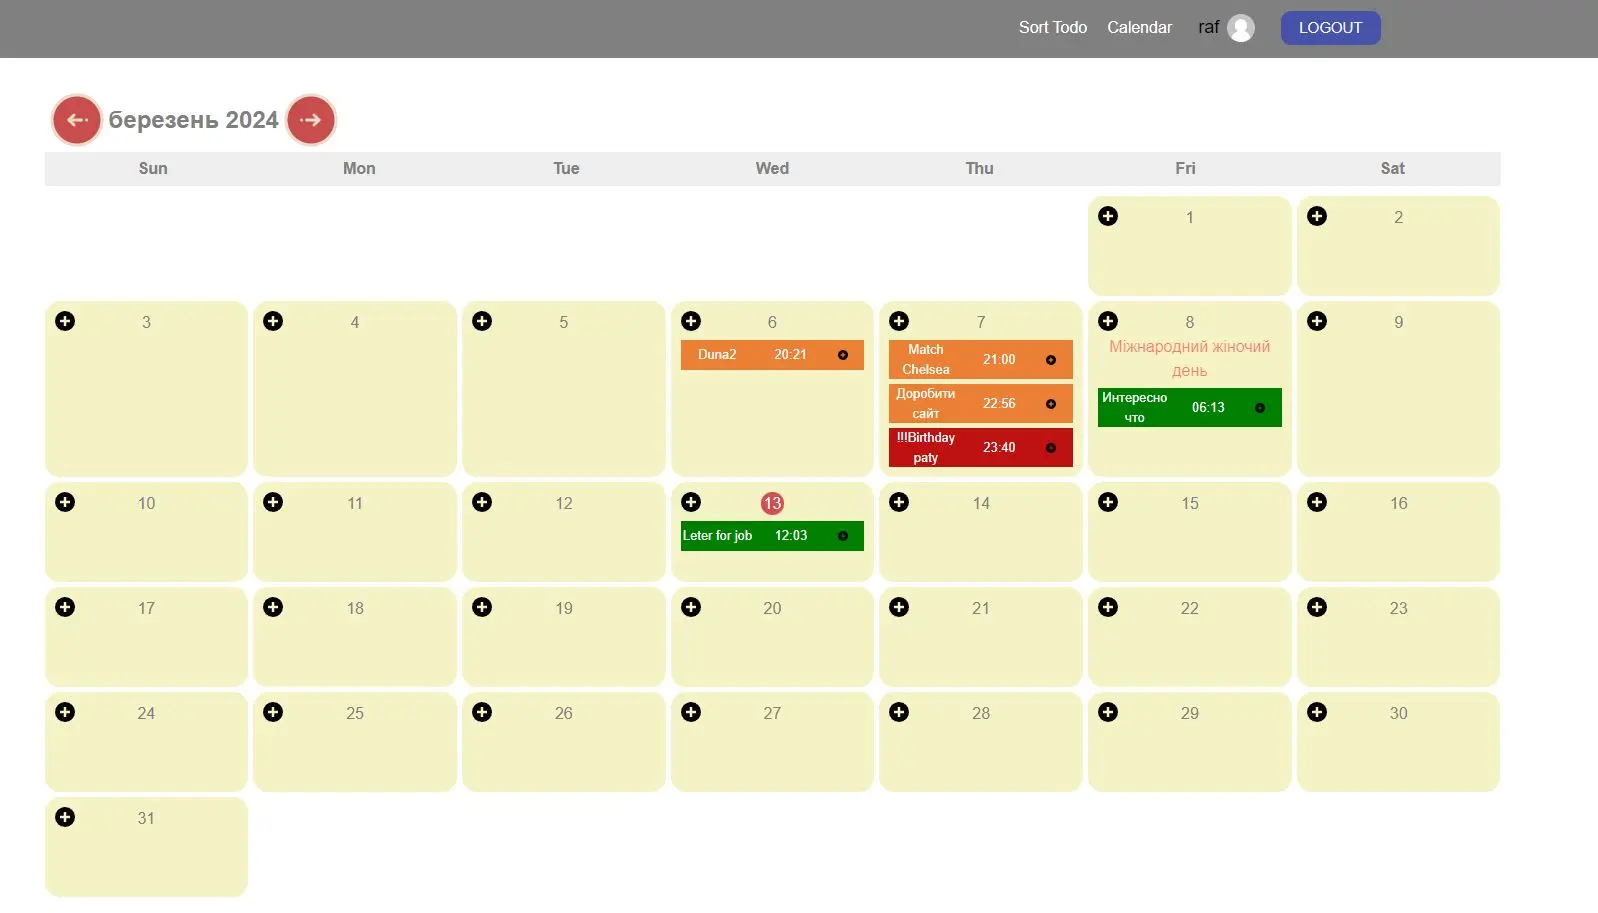 Sort Todo Calendar raf LOGOUT
березень 2024
Sun Mon Tue Wed Thu Fri Sat
1 2
3 4 5 6 7 8 9
Duna2 20:21
Match
Chelsea
21:00
Доробити
сайт
22:56
!!!Birthday
paty
23:40
Міжнародний жіночий
день
Интересно
что
06:13
10 11 12 13 14 15 16
Leter for job 12:03
17 18 19 20 21 22 23
24 25 26 27 28 29 30
31